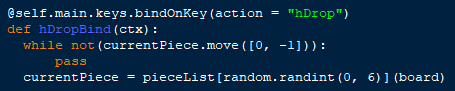 @self.main.keys.bindOnKey(action = "hDrop")
def hDropBind(ctx):
while not(currentPiece.move([0, -1])):
pass
currentPiece = pieceList[random.randint(0, 6)](board)